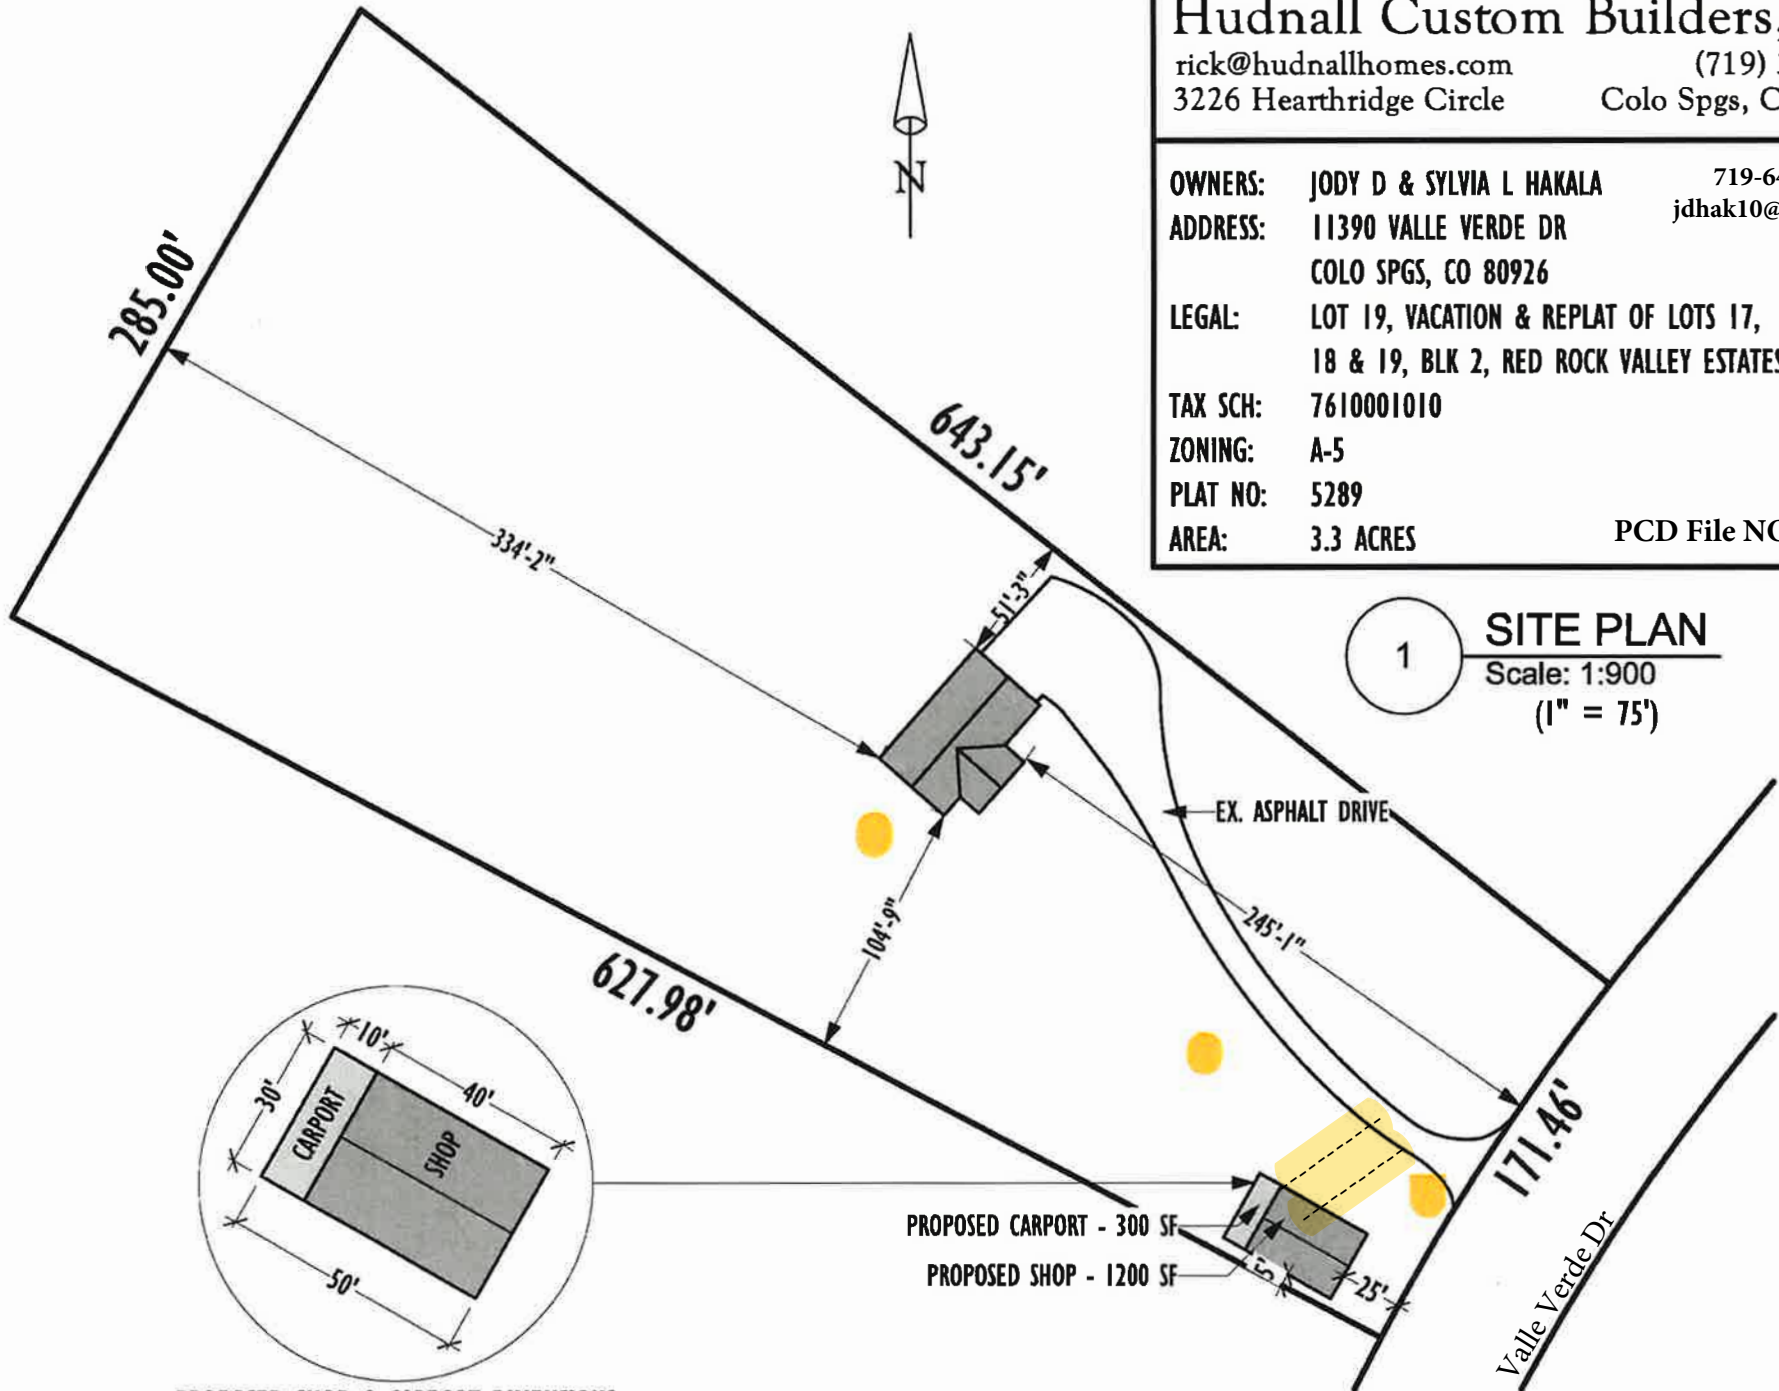 Hudnall Custom Builders,
rick@hudnallhomes.com (719)
3226 Hearthridge Circle Colo Spgs, C
OWNERS: JODY D & SYLVIA L HAKALA 719-64
jdhak10@
ADDRESS: 11390 VALLE VERDE DR
COLO SPGS, CO 80926
LEGAL: LOT 19, VACATION & REPLAT OF LOTS 17,
18 & 19, BLK 2, RED ROCK VALLEY ESTATES
TAX SCH: 7610001010
ZONING: A-5
PLAT NO: 5289
AREA: 3.3 ACRES PCD File NO
N
285.00'
643.15'
334'-2"
51'-3"
1 SITE PLAN
Scale: 1:900
(1" = 75')
EX. ASPHALT DRIVE
104'-9"
245'-1"
627.98'
171.46'
10'
30'
40'
CARPORT
SHOP
50'
PROPOSED CARPORT - 300 SF
PROPOSED SHOP - 1200 SF
25'
Valle Verde Dr